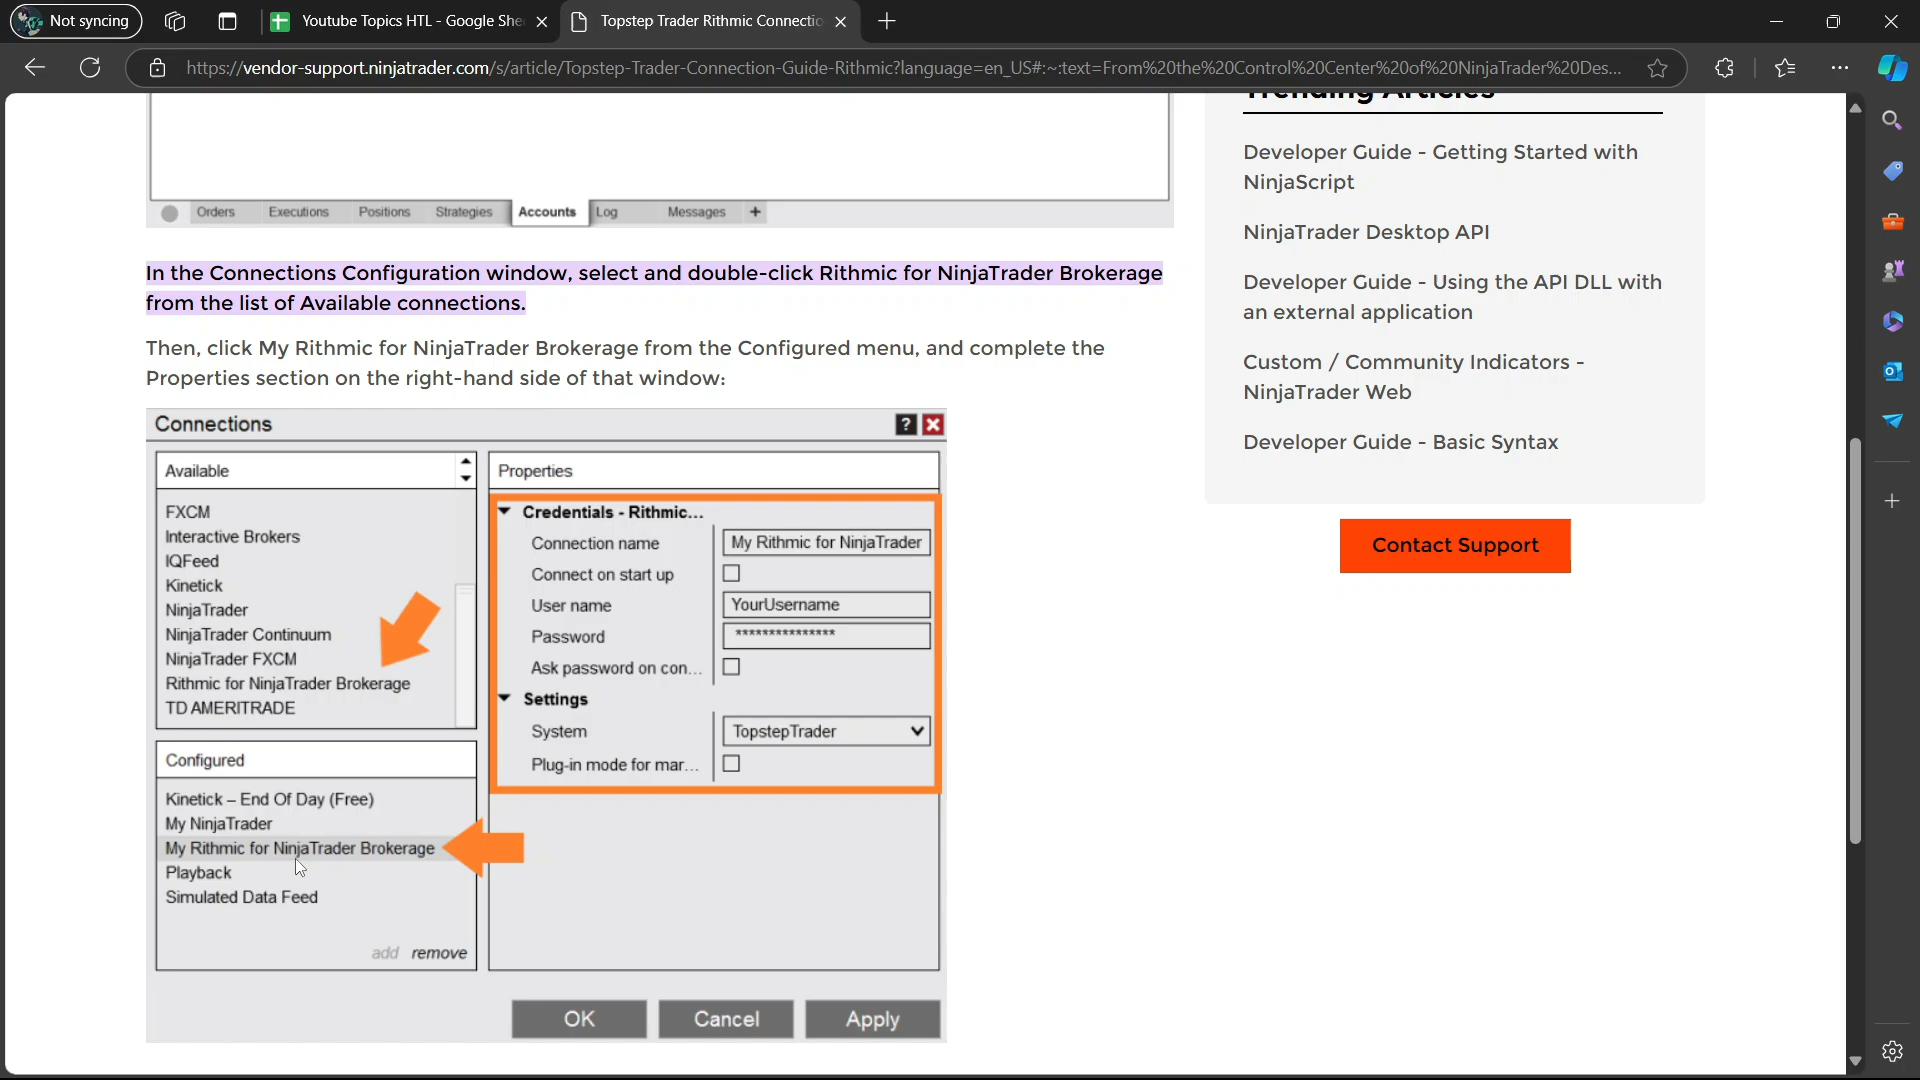 Not syncing
Youtube Topics HTL - Google She
Topstep Trader Rithmic Connectio
https://vendor-support.ninjatrader.com/s/article/Topstep-Trader-Connection-Guide-Rithmic?language=en_US#:~:text=From%20the%20Control%20Center%20of%20NinjaTrader%20Des...
Trending Articles
Developer Guide - Getting Started with
NinjaScript
NinjaTrader Desktop API
Developer Guide - Using the API DLL with
an external application
Custom / Community Indicators -
NinjaTrader Web
Developer Guide - Basic Syntax
Contact Support
Orders Executions Positions Strategies Accounts Log Messages +
In the Connections Configuration window, select and double-click Rithmic for NinjaTrader Brokerage
from the list of Available connections.
Then, click My Rithmic for NinjaTrader Brokerage from the Configured menu, and complete the
Properties section on the right-hand side of that window:
Connections
?
Available
FXCM
Interactive Brokers
IQFeed
Kinetick
NinjaTrader
NinjaTrader Continuum
NinjaTrader FXCM
Rithmic for NinjaTrader Brokerage
TD AMERITRADE
Configured
Kinetick – End Of Day (Free)
My NinjaTrader
My Rithmic for NinjaTrader Brokerage
Playback
Simulated Data Feed
add remove
Properties
Credentials - Rithmic...
Connection name My Rithmic for NinjaTrader
Connect on start up
User name YourUsername
Password ***************
Ask password on con...
Settings
System TopstepTrader
Plug-in mode for mar...
OK Cancel Apply